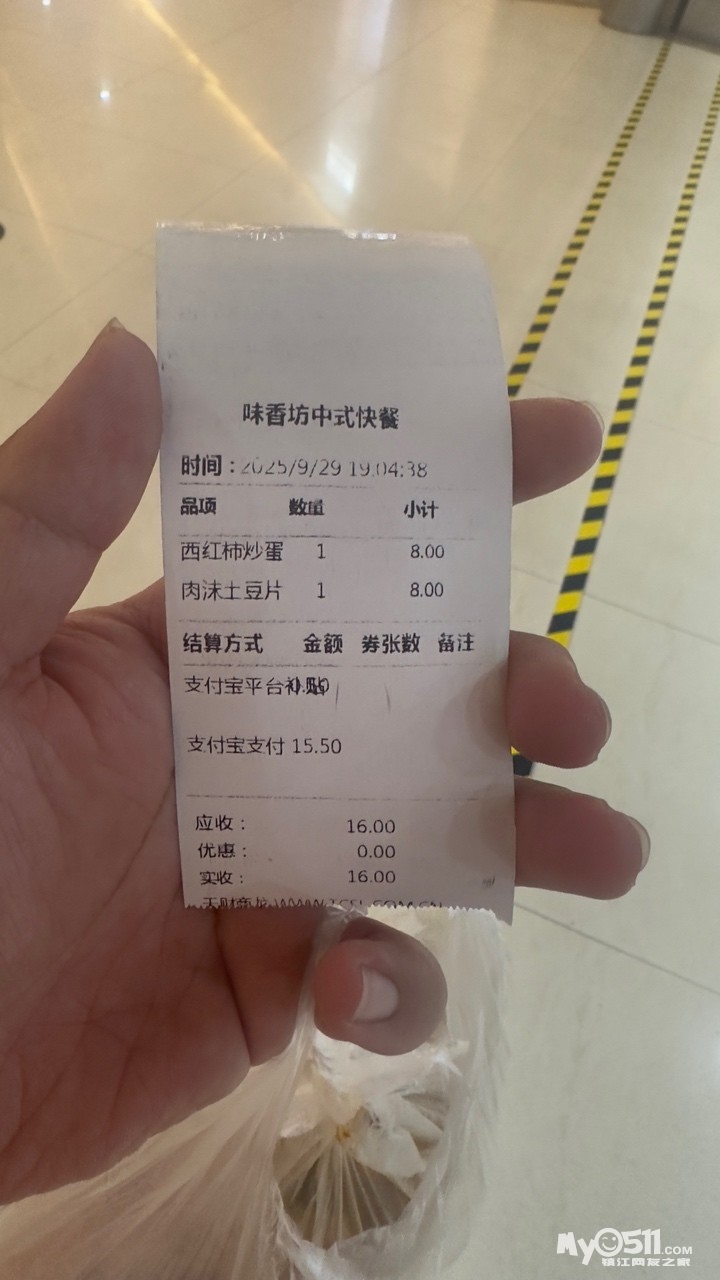 味香坊中式快餐
时间：2025/9/29 19:04:38
品项 数量 小计
西红柿炒蛋 1 8.00
肉沫土豆片 1 8.00
结算方式 金额 券张数 备注
支付宝平台补贴0.50
支付宝支付 15.50
应收： 16.00
优惠： 0.00
实收： 16.00
MY0511.COM
镇江网友之家